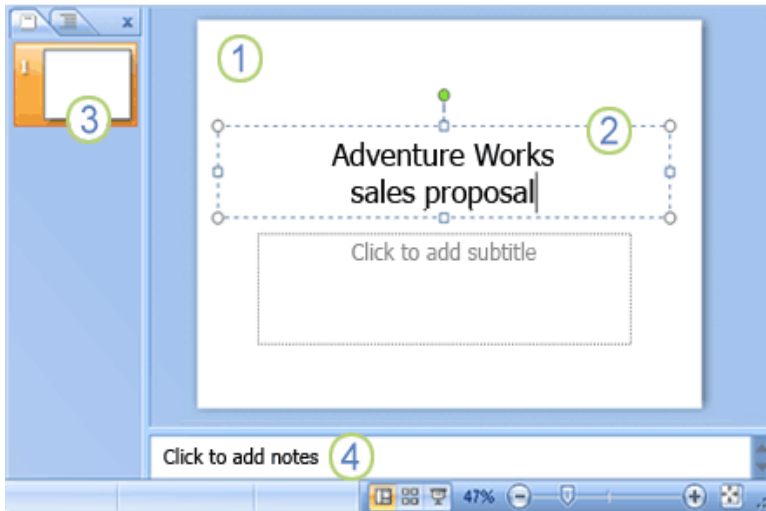 1
1
3
2
Adventure Works
sales proposal
Click to add subtitle
Click to add notes 4
47%